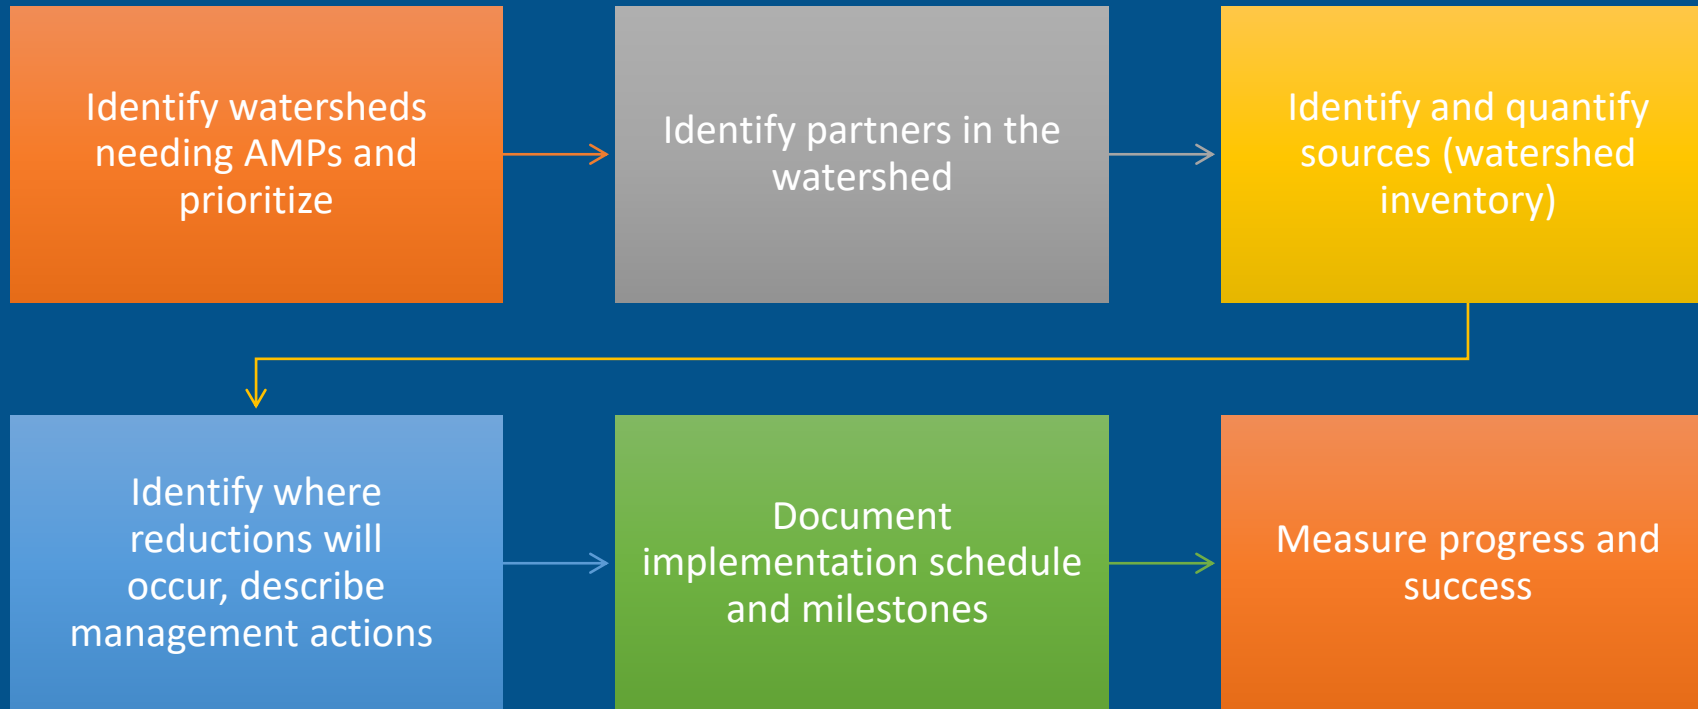 Identify watersheds
needing AMPs and
prioritize
Identify partners in the
watershed
Identify and quantify
sources (watershed
inventory)
Identify where
reductions will
occur, describe
management actions
Document
implementation schedule
and milestones
Measure progress and
success